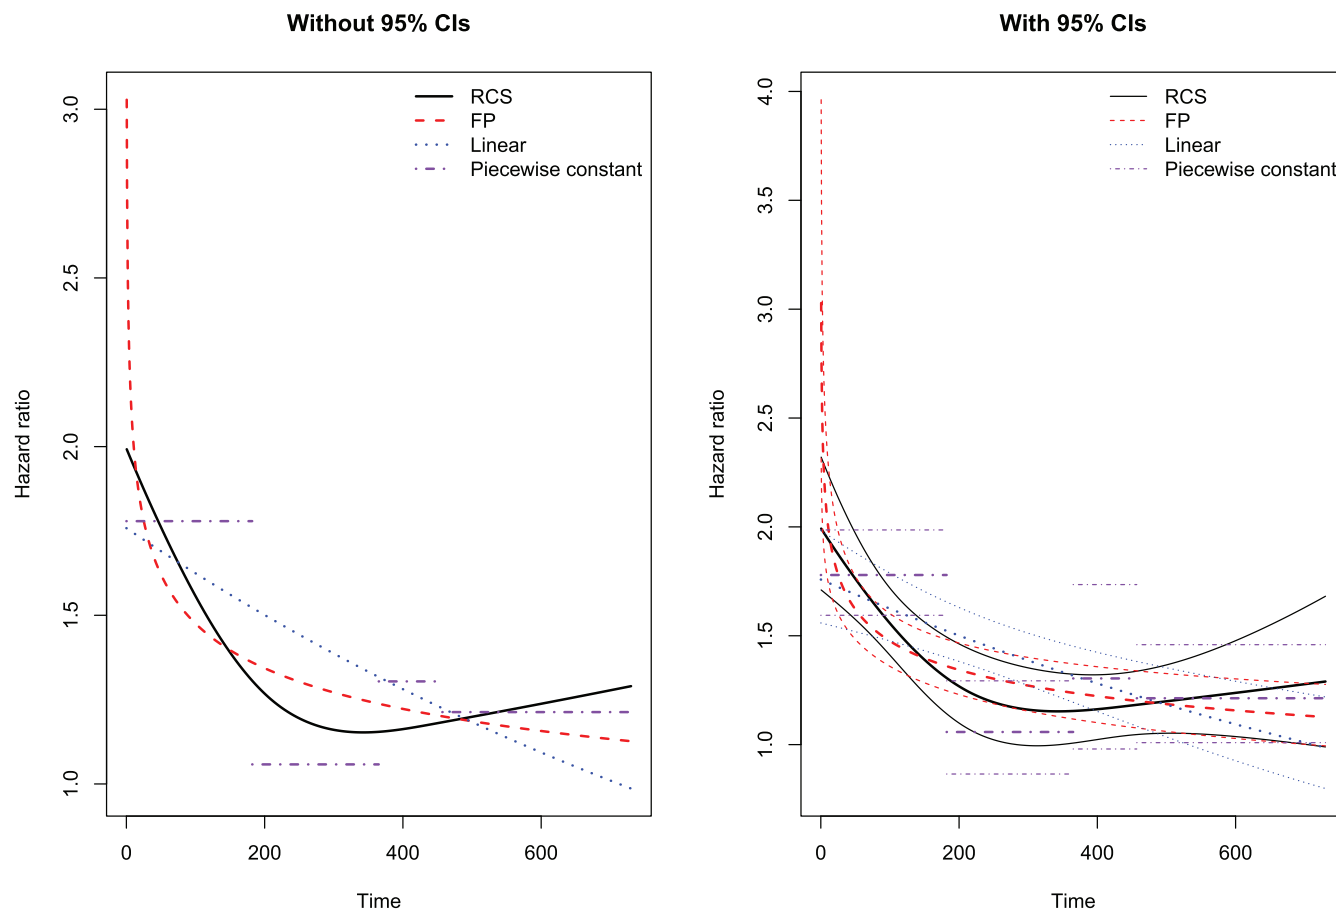 Without 95% CIs
RCS
FP
Linear
Piecewise constant
3.0
2.5
2.0
1.5
1.0
Hazard ratio
0
200
400
600
Time
With 95% CIs
RCS
FP
Linear
Piecewise constant
4.0
3.5
3.0
2.5
2.0
1.5
1.0
Hazard ratio
0
200
400
600
Time